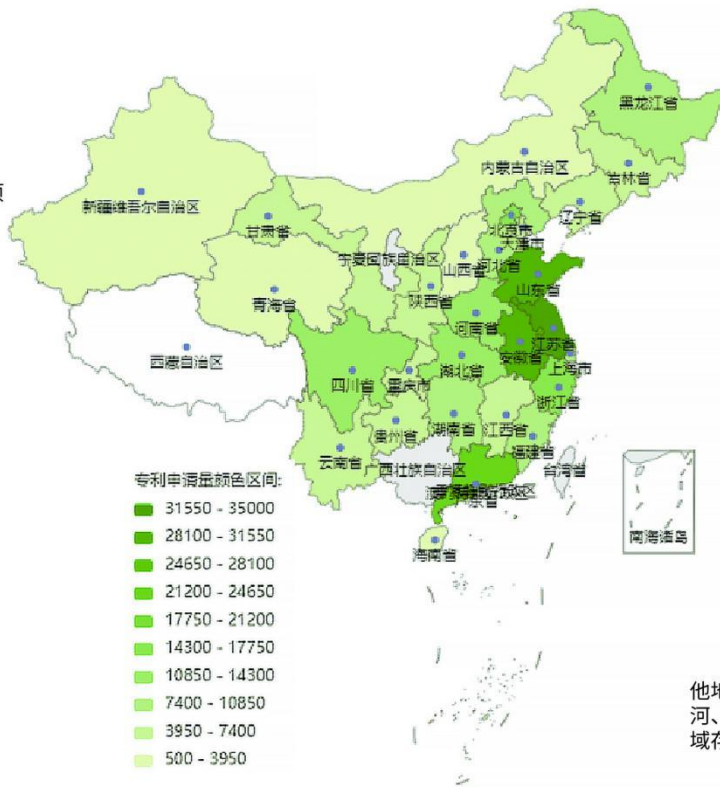 黑龙江省
内蒙古自治区
吉林省
新疆维吾尔自治区
辽宁省
甘肃省
北京市
天津市
宁夏回族自治区
山西省
河北省
山东省
青海省
陕西省
河南省
江苏省
安徽省
上海市
西藏自治区
湖北省
四川省
重庆市
浙江省
湖南省
江西省
贵州省
福建省
云南省
广西壮族自治区
台湾省
海南省
南海诸岛
专利申请量颜色区间:
31550 - 35000
28100 - 31550
24650 - 28100
21200 - 24650
17750 - 21200
14300 - 17750
10850 - 14300
7400 - 10850
3950 - 7400
500 - 3950
他地
河、
域存